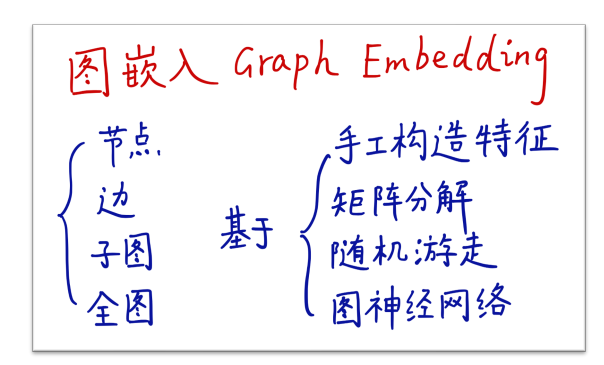 图嵌入 Graph Embedding
节点
边
子图
全图
基于
手工构造特征
矩阵分解
随机游走
图神经网络